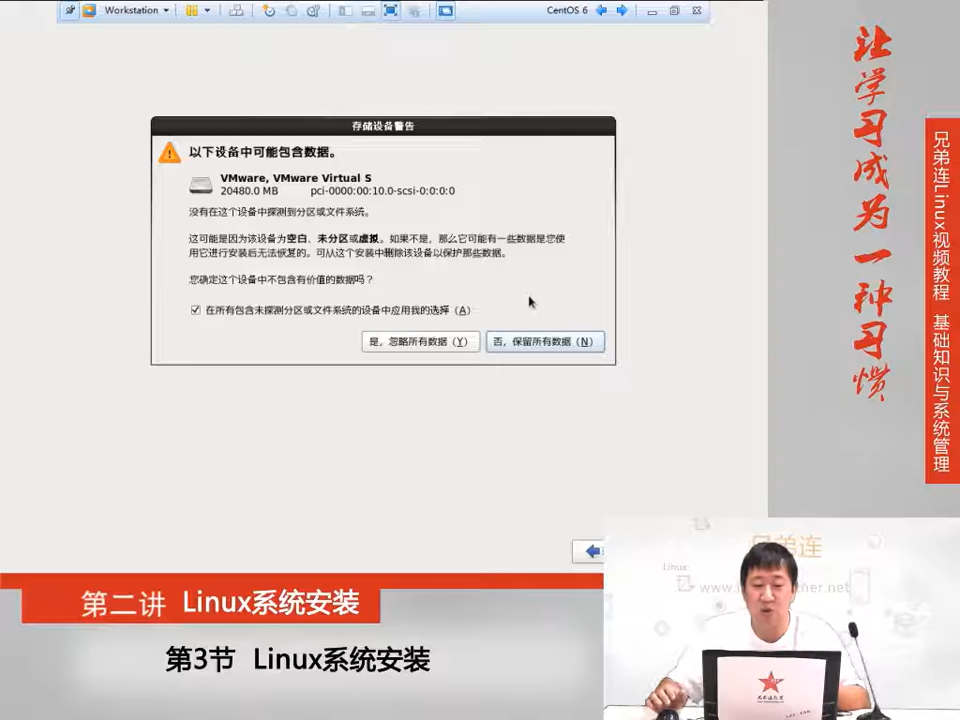 Workstation
CentOS 6
存储设备警告
以下设备中可能包含数据。
VMware, VMware Virtual S
20480.0 MB pci-0000:00:10.0-scsi-0:0:0:0
没有在这个设备中探测到分区或文件系统。
这可能是因为该设备为空白、未分区或虚拟。如果不是，那么它可能有一些数据是您使
用它进行安装后无法恢复的。可从这个安装中删除该设备以保护那些数据。
您确定这个设备中不包含有价值的数据吗？
在所有包含未探测分区或文件系统的设备中应用我的选择 (A)
是，忽略所有数据 (Y)
否，保留所有数据 (N)
让学习成为一种习惯
兄弟连Linux视频教程 基础知识与系统管理
兄弟连
Linux
第二讲 Linux系统安装
第3节 Linux系统安装